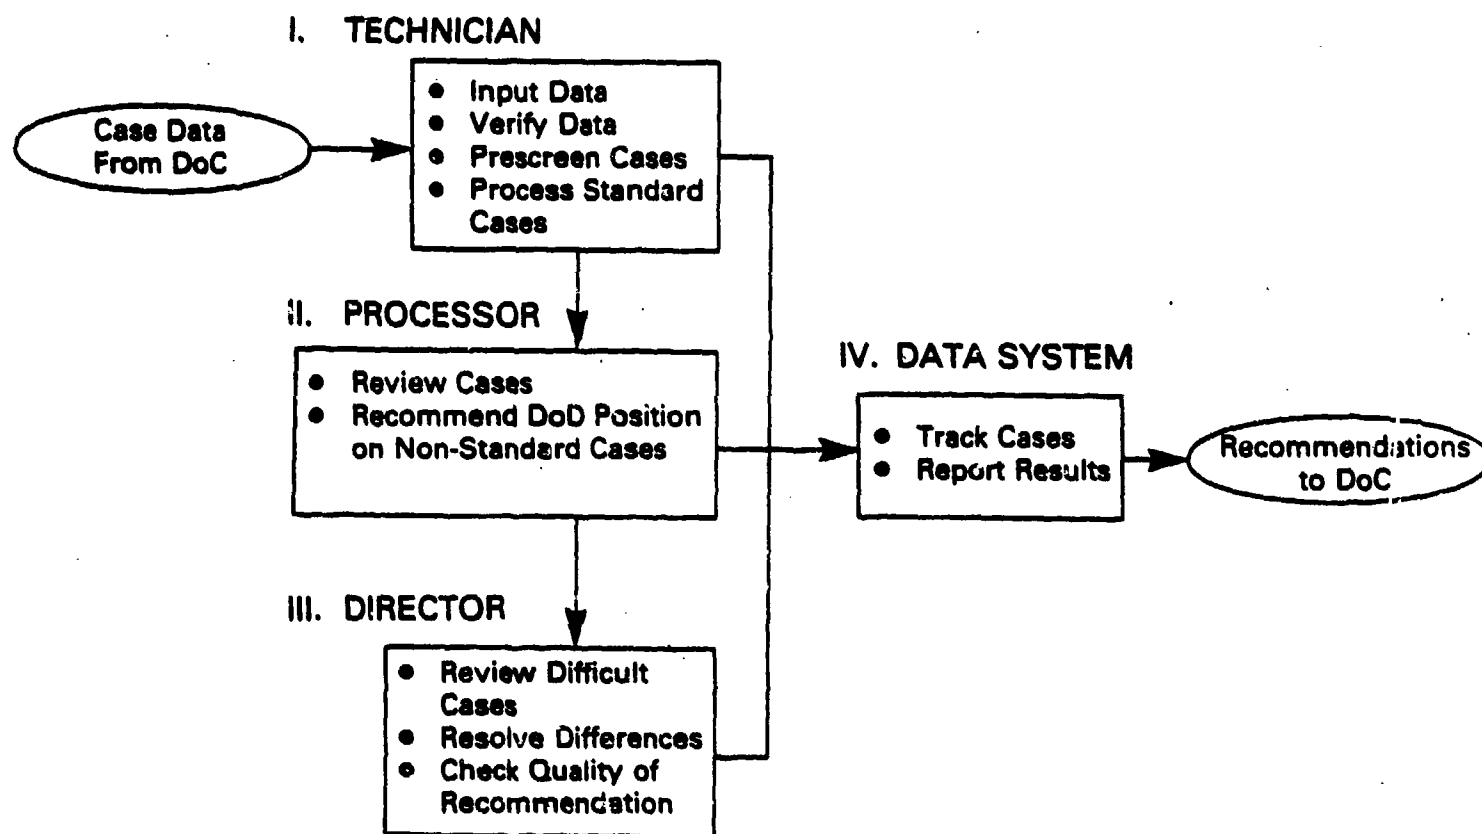 I. TECHNICIAN
Case Data
From DoC
• Input Data
• Verify Data
• Prescreen Cases
• Process Standard
Cases
II. PROCESSOR
• Review Cases
• Recommend DoD Position
on Non-Standard Cases
IV. DATA SYSTEM
• Track Cases
• Report Results
Recommendations
to DoC
III. DIRECTOR
• Review Difficult
Cases
• Resolve Differences
• Check Quality of
Recommendation